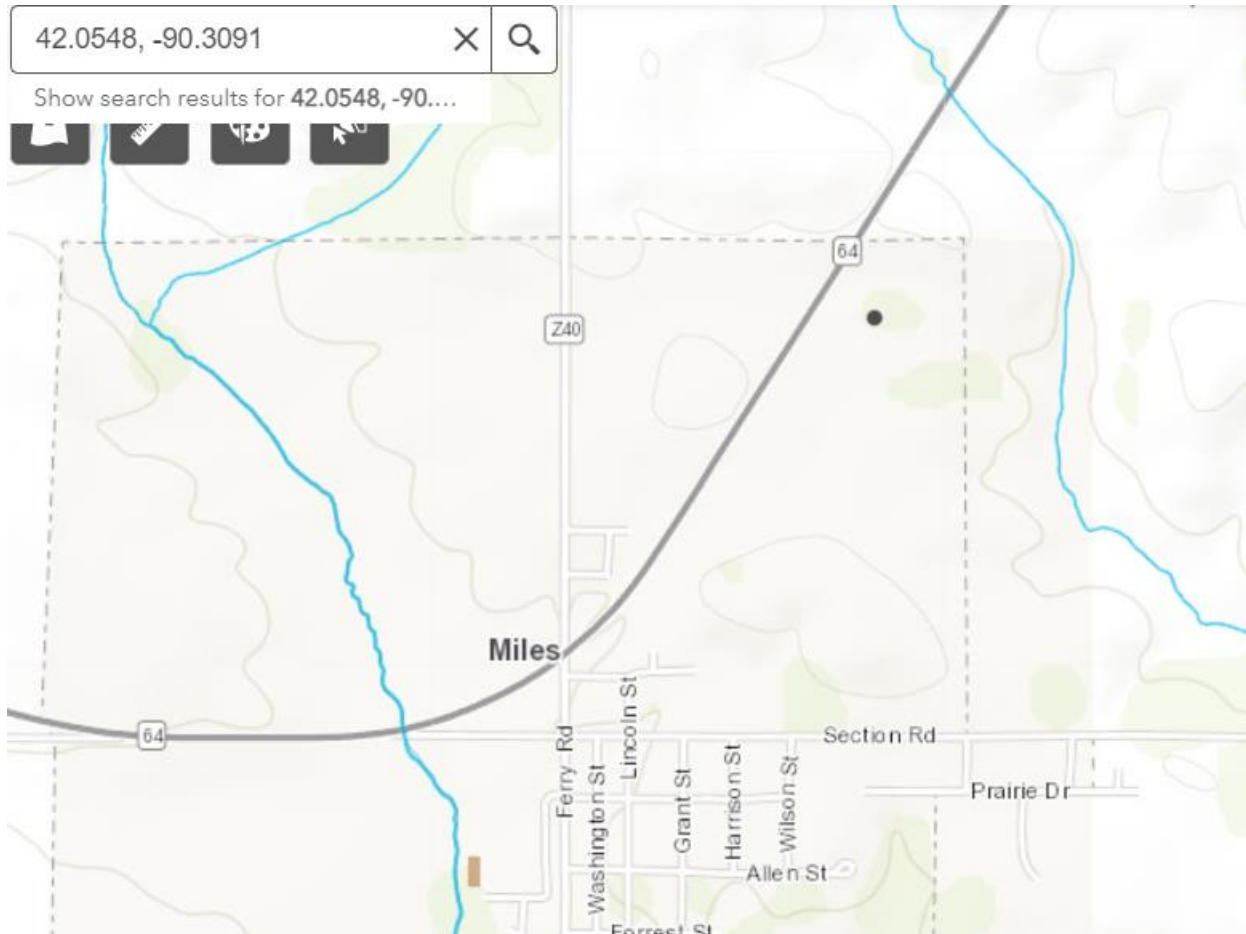 42.0548, -90.3091
Show search results for 42.0548, -90....
64
Z40
Miles
64
Section Rd
Ferry Rd
Washington St
Lincoln St
Grant St
Harrison St
Wilson St
Prairie Dr
Allen St
Forrest St